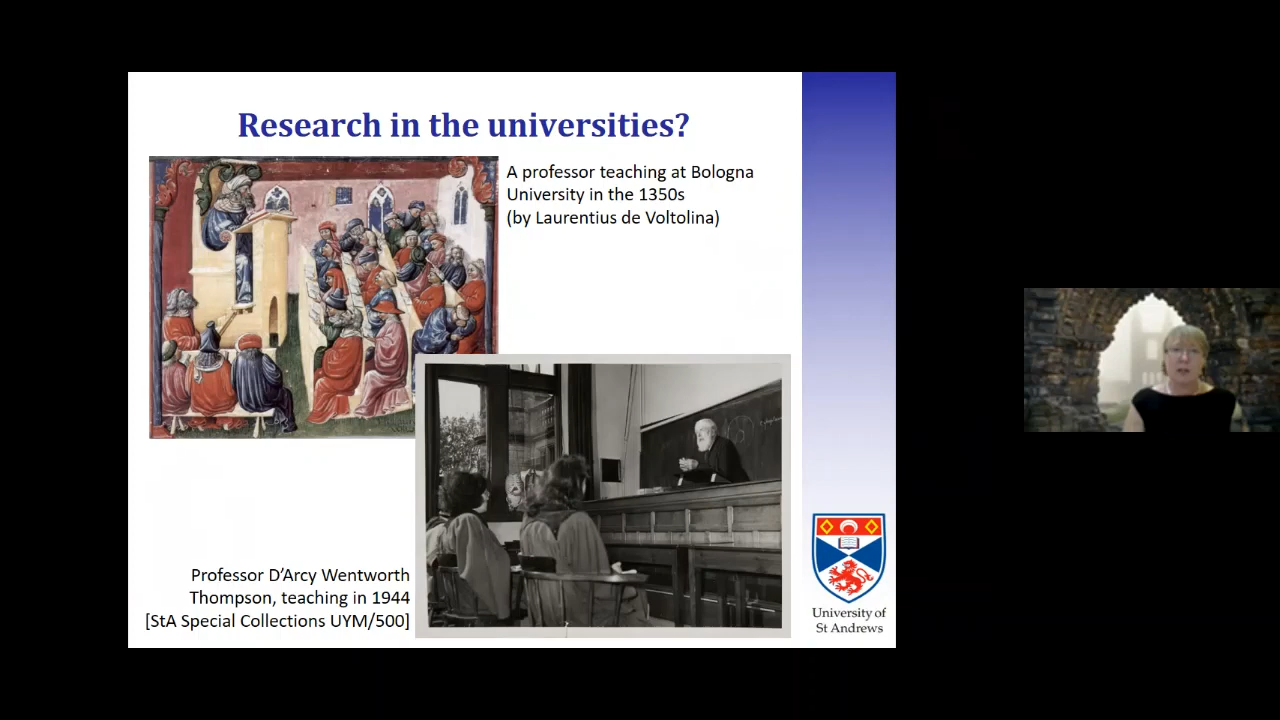 Research in the universities?
A professor teaching at Bologna
University in the 1350s
(by Laurentius de Voltolina)
Professor D’Arcy Wentworth
Thompson, teaching in 1944
[StA Special Collections UYM/500]
University of
St Andrews